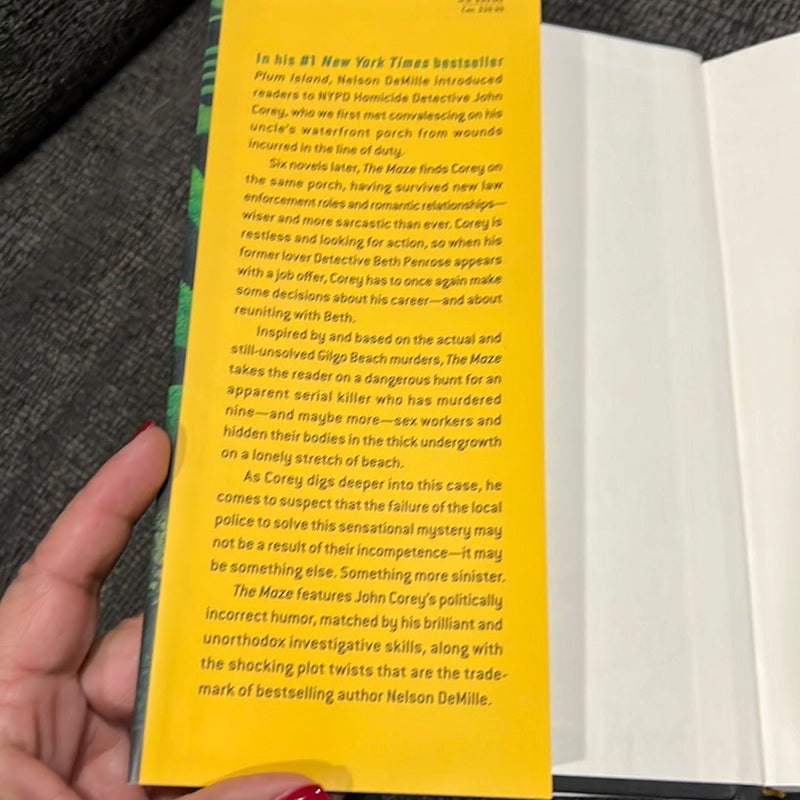 Can. $39.00
In his #1 New York Times bestseller
Plum Island, Nelson DeMille introduced
readers to NYPD Homicide Detective John
Corey, who we first met convalescing on his
uncle's waterfront porch from wounds
incurred in the line of duty.
Six novels later, The Maze finds Corey on
the same porch, having survived new law
enforcement roles and romantic relationships—
wiser and more sarcastic than ever. Corey is
restless and looking for action, so when his
former lover Detective Beth Penrose appears
with a job offer, Corey has to once again make
some decisions about his career—and about
reuniting with Beth.
Inspired by and based on the actual and
still-unsolved Gilgo Beach murders, The Maze
takes the reader on a dangerous hunt for an
apparent serial killer who has murdered
nine—and maybe more—sex workers and
hidden their bodies in the thick undergrowth
on a lonely stretch of beach.
As Corey digs deeper into this case, he
comes to suspect that the failure of the local
police to solve this sensational mystery may
not be a result of their incompetence—it may
be something else. Something more sinister.
The Maze features John Corey's politically
incorrect humor, matched by his brilliant and
unorthodox investigative skills, along with
the shocking plot twists that are the trade-
mark of bestselling author Nelson DeMille.